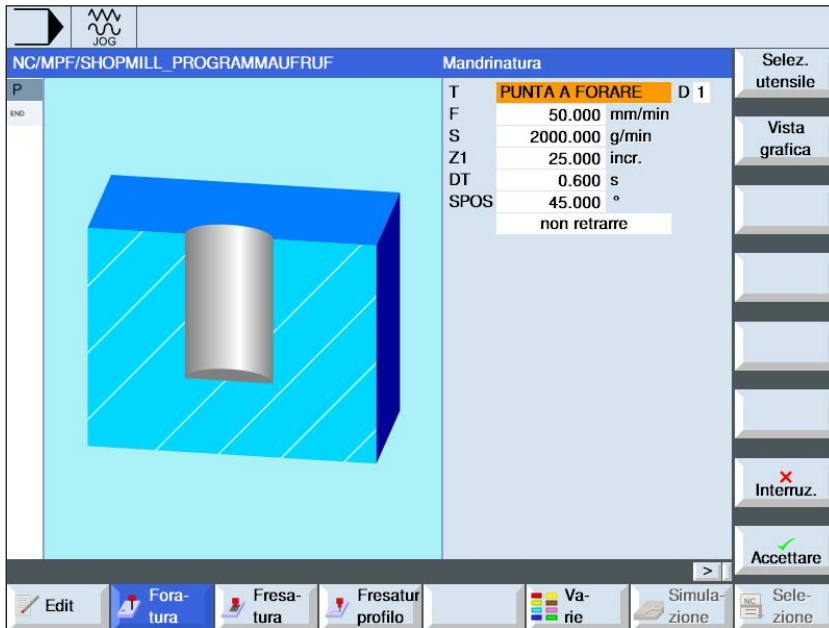 JOG
NC/MPF/SHOPMILL_PROGRAMMAUFRUF
Mandrinatura
P
END
T PUNTA A FORARE D 1
F 50.000 mm/min
S 2000.000 g/min
Z1 25.000 incr.
DT 0.600 s
SPOS 45.000 °
non retrarre
Selez.
utensile
Vista
grafica
Interruz.
Accettare
>
Edit
Fora-
tura
Fresa-
tura
Fresatur
profilo
Va-
rie
Simula-
zione
NC
Sele-
zione